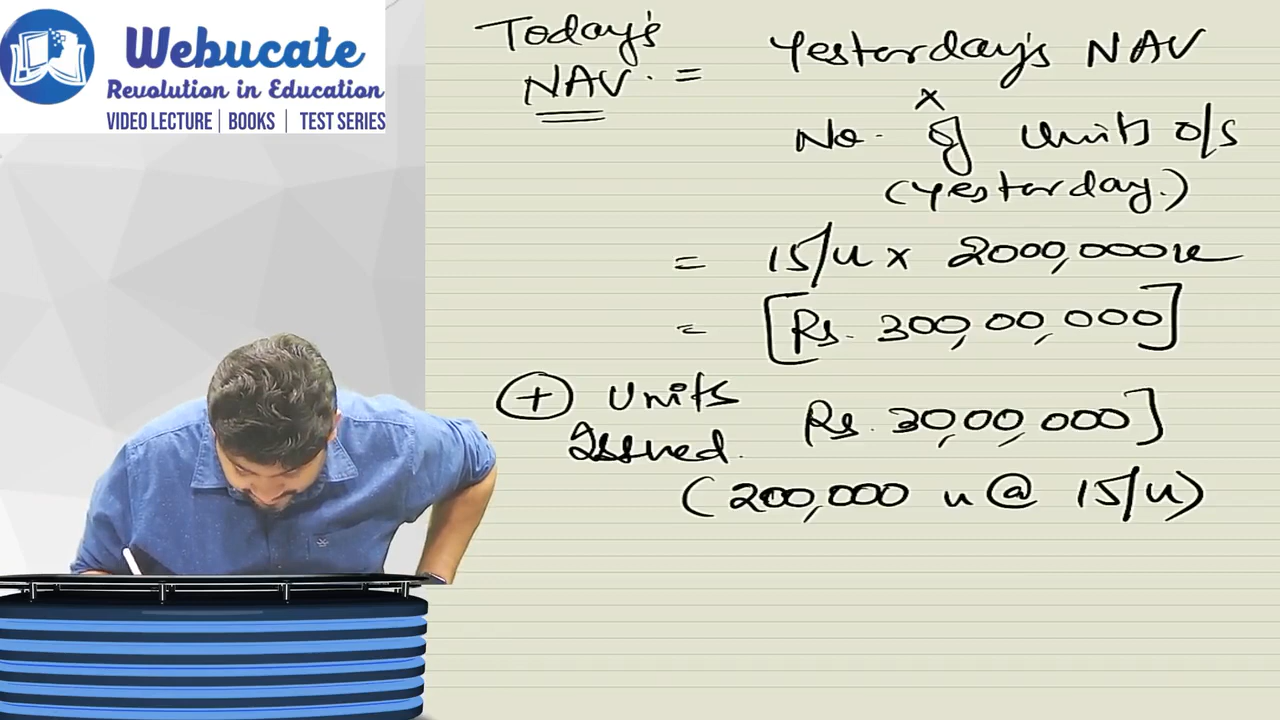 Webucate
Revolution in Education
VIDEO LECTURE | BOOKS | TEST SERIES
Today's
NAV. = Yesterday's NAV
x
No. of units o/s
(yesterday.)
= 15/u x 2000,000u
= [Rs. 300,00,000]
+ Units
Issued. Rs. 30,00,000]
(200,000 u @ 15/u)